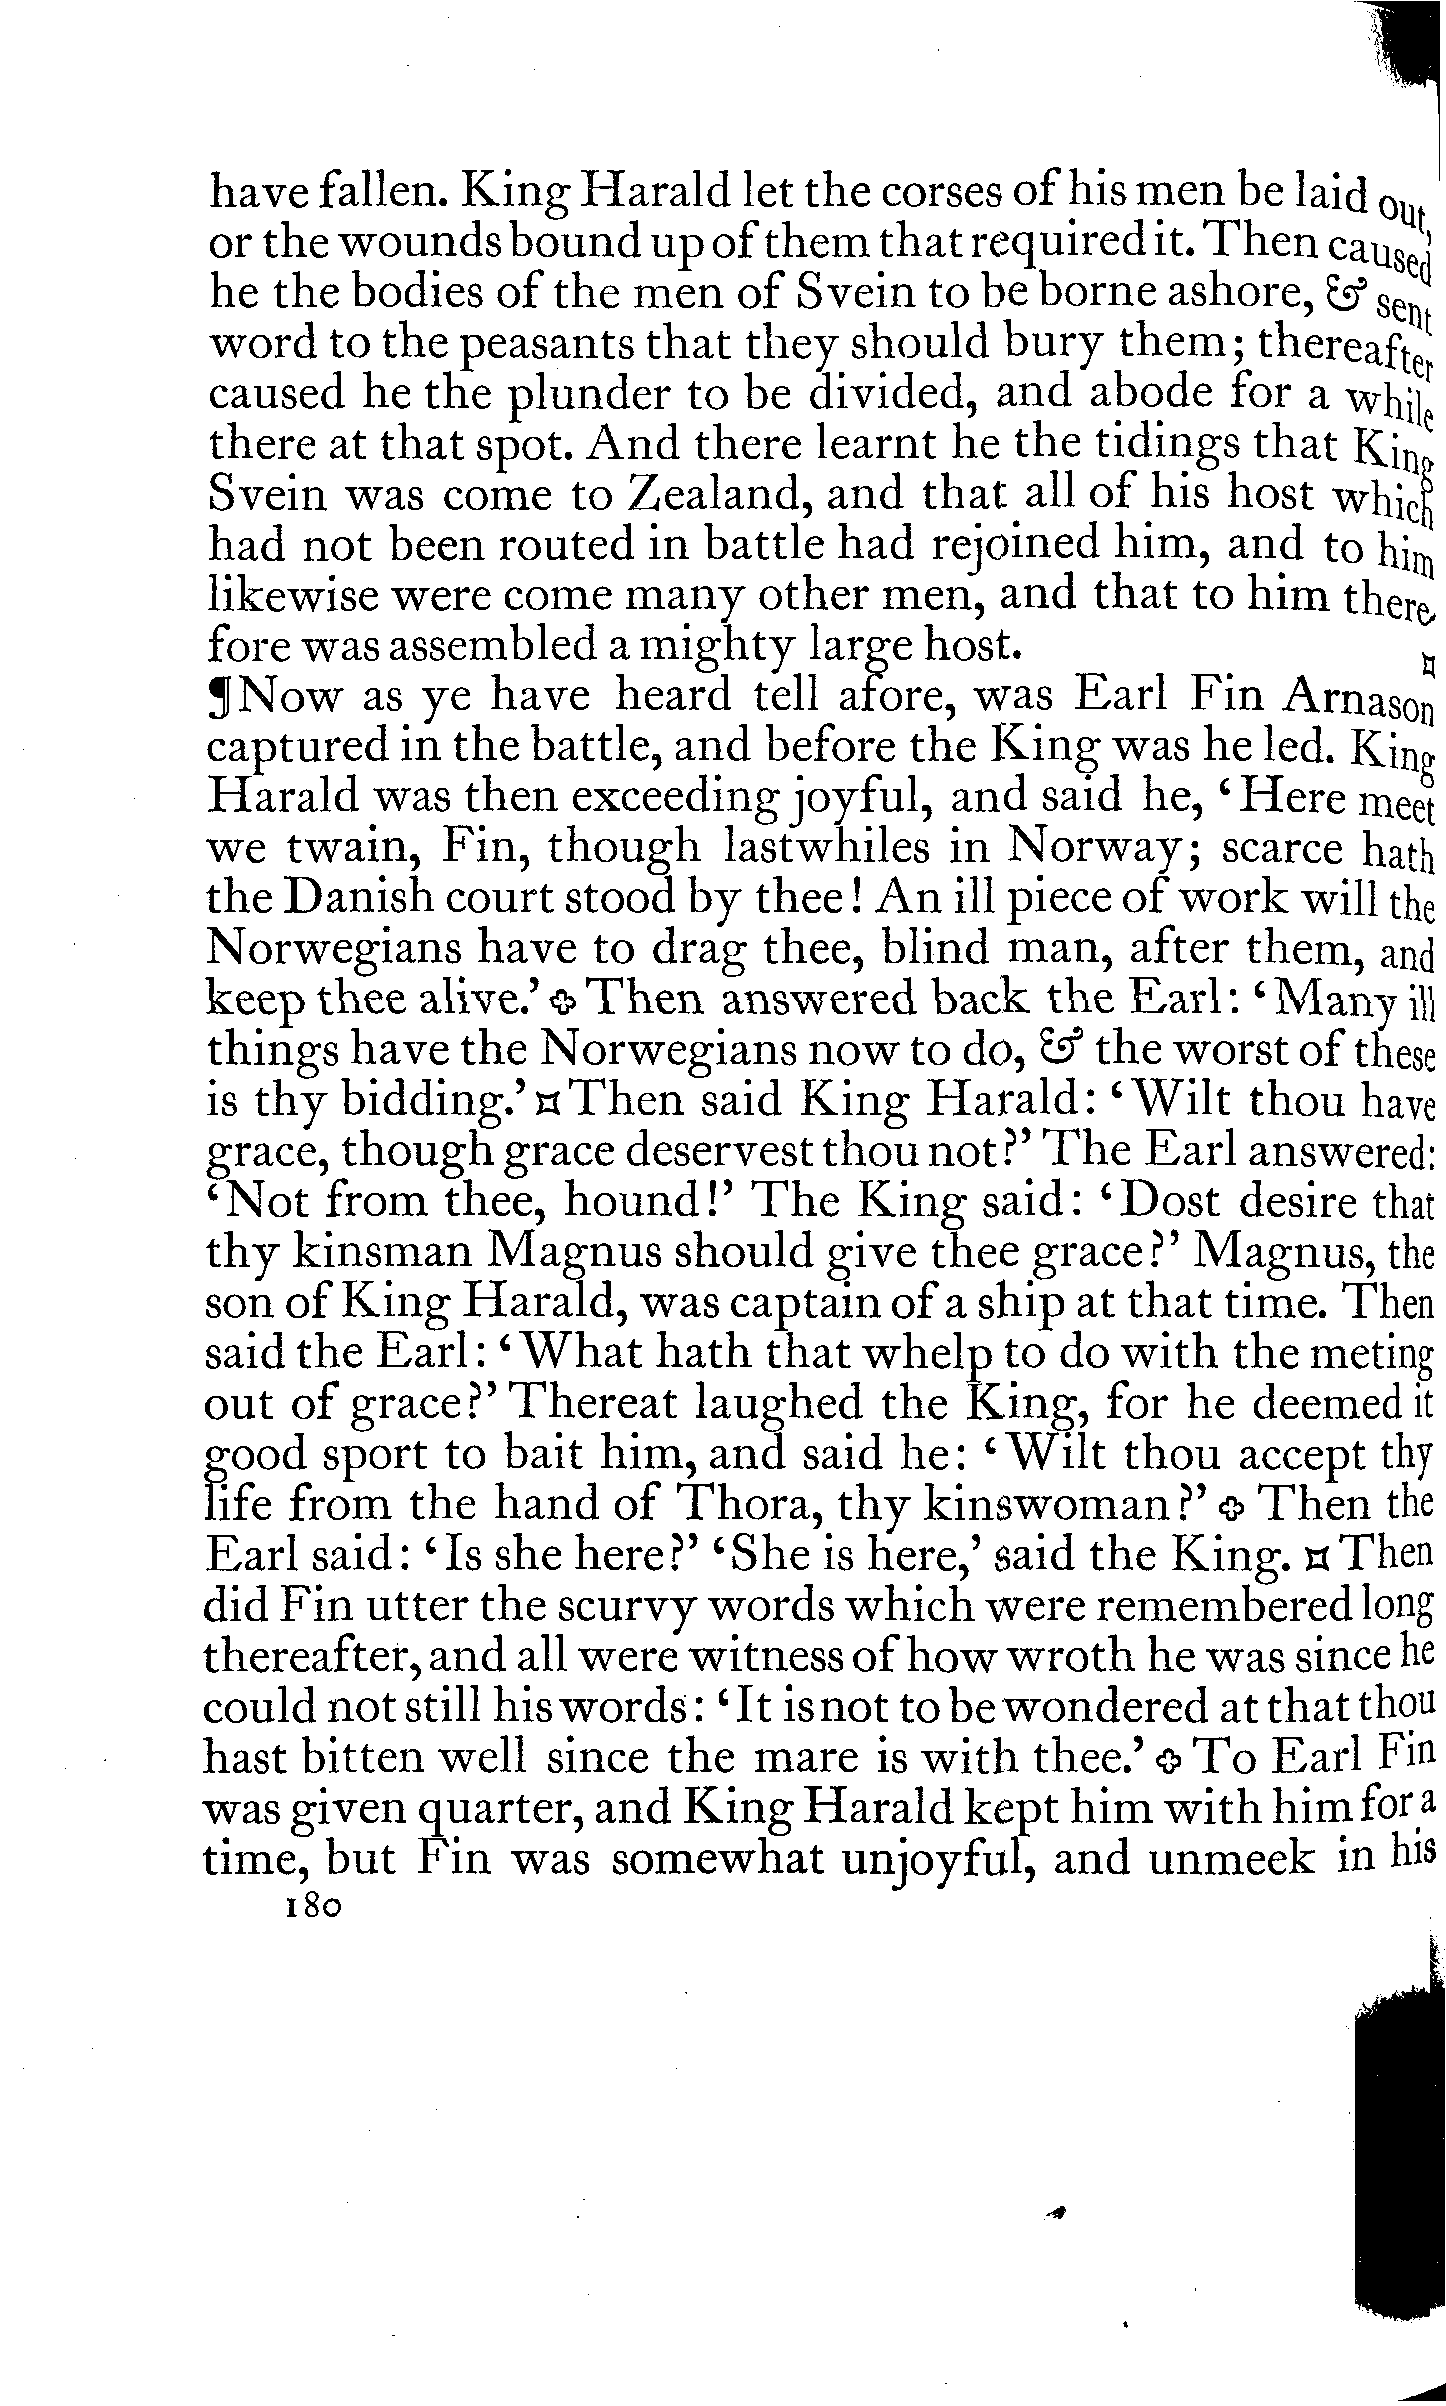 have fallen. King Harald let the corses of his men be laid out,
or the wounds bound up of them that required it. Then caused
he the bodies of the men of Svein to be borne ashore, & sent
word to the peasants that they should bury them; thereafter
caused he the plunder to be divided, and abode for a while
there at that spot. And there learnt he the tidings that King
Svein was come to Zealand, and that all of his host which
had not been routed in battle had rejoined him, and to him
likewise were come many other men, and that to him there-
fore was assembled a mighty large host. ¤
¶Now as ye have heard tell afore, was Earl Fin Arnason
captured in the battle, and before the King was he led. King
Harald was then exceeding joyful, and said he, ‘Here meet
we twain, Fin, though lastwhiles in Norway; scarce hath
the Danish court stood by thee! An ill piece of work will the
Norwegians have to drag thee, blind man, after them, and
keep thee alive.’ ✣ Then answered back the Earl: ‘Many ill
things have the Norwegians now to do, & the worst of these
is thy bidding.’ ¤ Then said King Harald: ‘Wilt thou have
grace, though grace deservest thou not?’ The Earl answered:
‘Not from thee, hound!’ The King said: ‘Dost desire that
thy kinsman Magnus should give thee grace?’ Magnus, the
son of King Harald, was captain of a ship at that time. Then
said the Earl: ‘What hath that whelp to do with the meting
out of grace?’ Thereat laughed the King, for he deemed it
good sport to bait him, and said he: ‘Wilt thou accept thy
life from the hand of Thora, thy kinswoman?’ ✣ Then the
Earl said: ‘Is she here?’ ‘She is here,’ said the King. ¤ Then
did Fin utter the scurvy words which were remembered long
thereafter, and all were witness of how wroth he was since he
could not still his words: ‘It is not to be wondered at that thou
hast bitten well since the mare is with thee.’ ✣ To Earl Fin
was given quarter, and King Harald kept him with him for a
time, but Fin was somewhat unjoyful, and unmeek in his
180